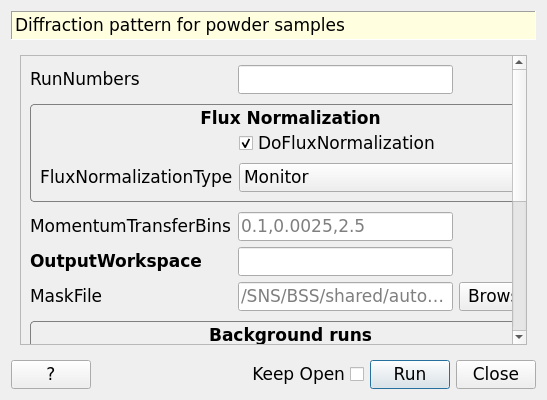 Diffraction pattern for powder samples
RunNumbers
Flux Normalization
DoFluxNormalization
FluxNormalizationType Monitor
MomentumTransferBins 0.1,0.0025,2.5
OutputWorkspace
MaskFile /SNS/BSS/shared/auto... Brows
Background runs
? Keep Open Run Close